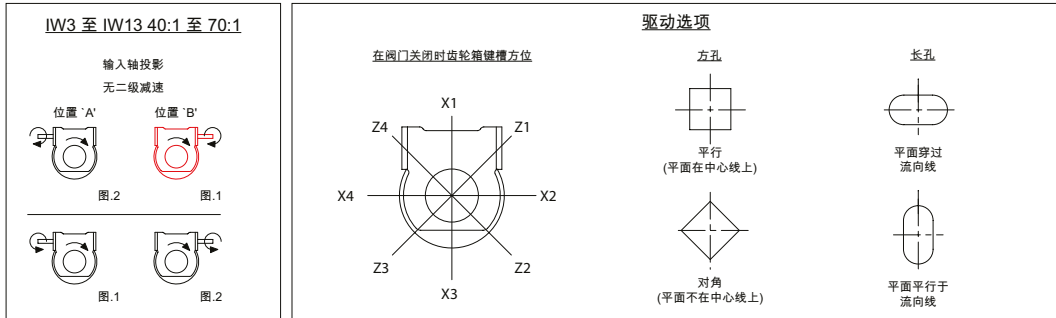 IW3 至 IW13 40:1 至 70:1
输入轴投影
无二级减速
位置 `A'
位置 `B'
图.2
图.1
图.1
图.2
驱动选项
在阀门关闭时齿轮箱键槽方位
X1
Z4
Z1
X4
X2
Z3
Z2
X3
方孔
平行
(平面在中心线上)
对角
(平面不在中心线上)
长孔
平面穿过
流向线
平面平行于
流向线